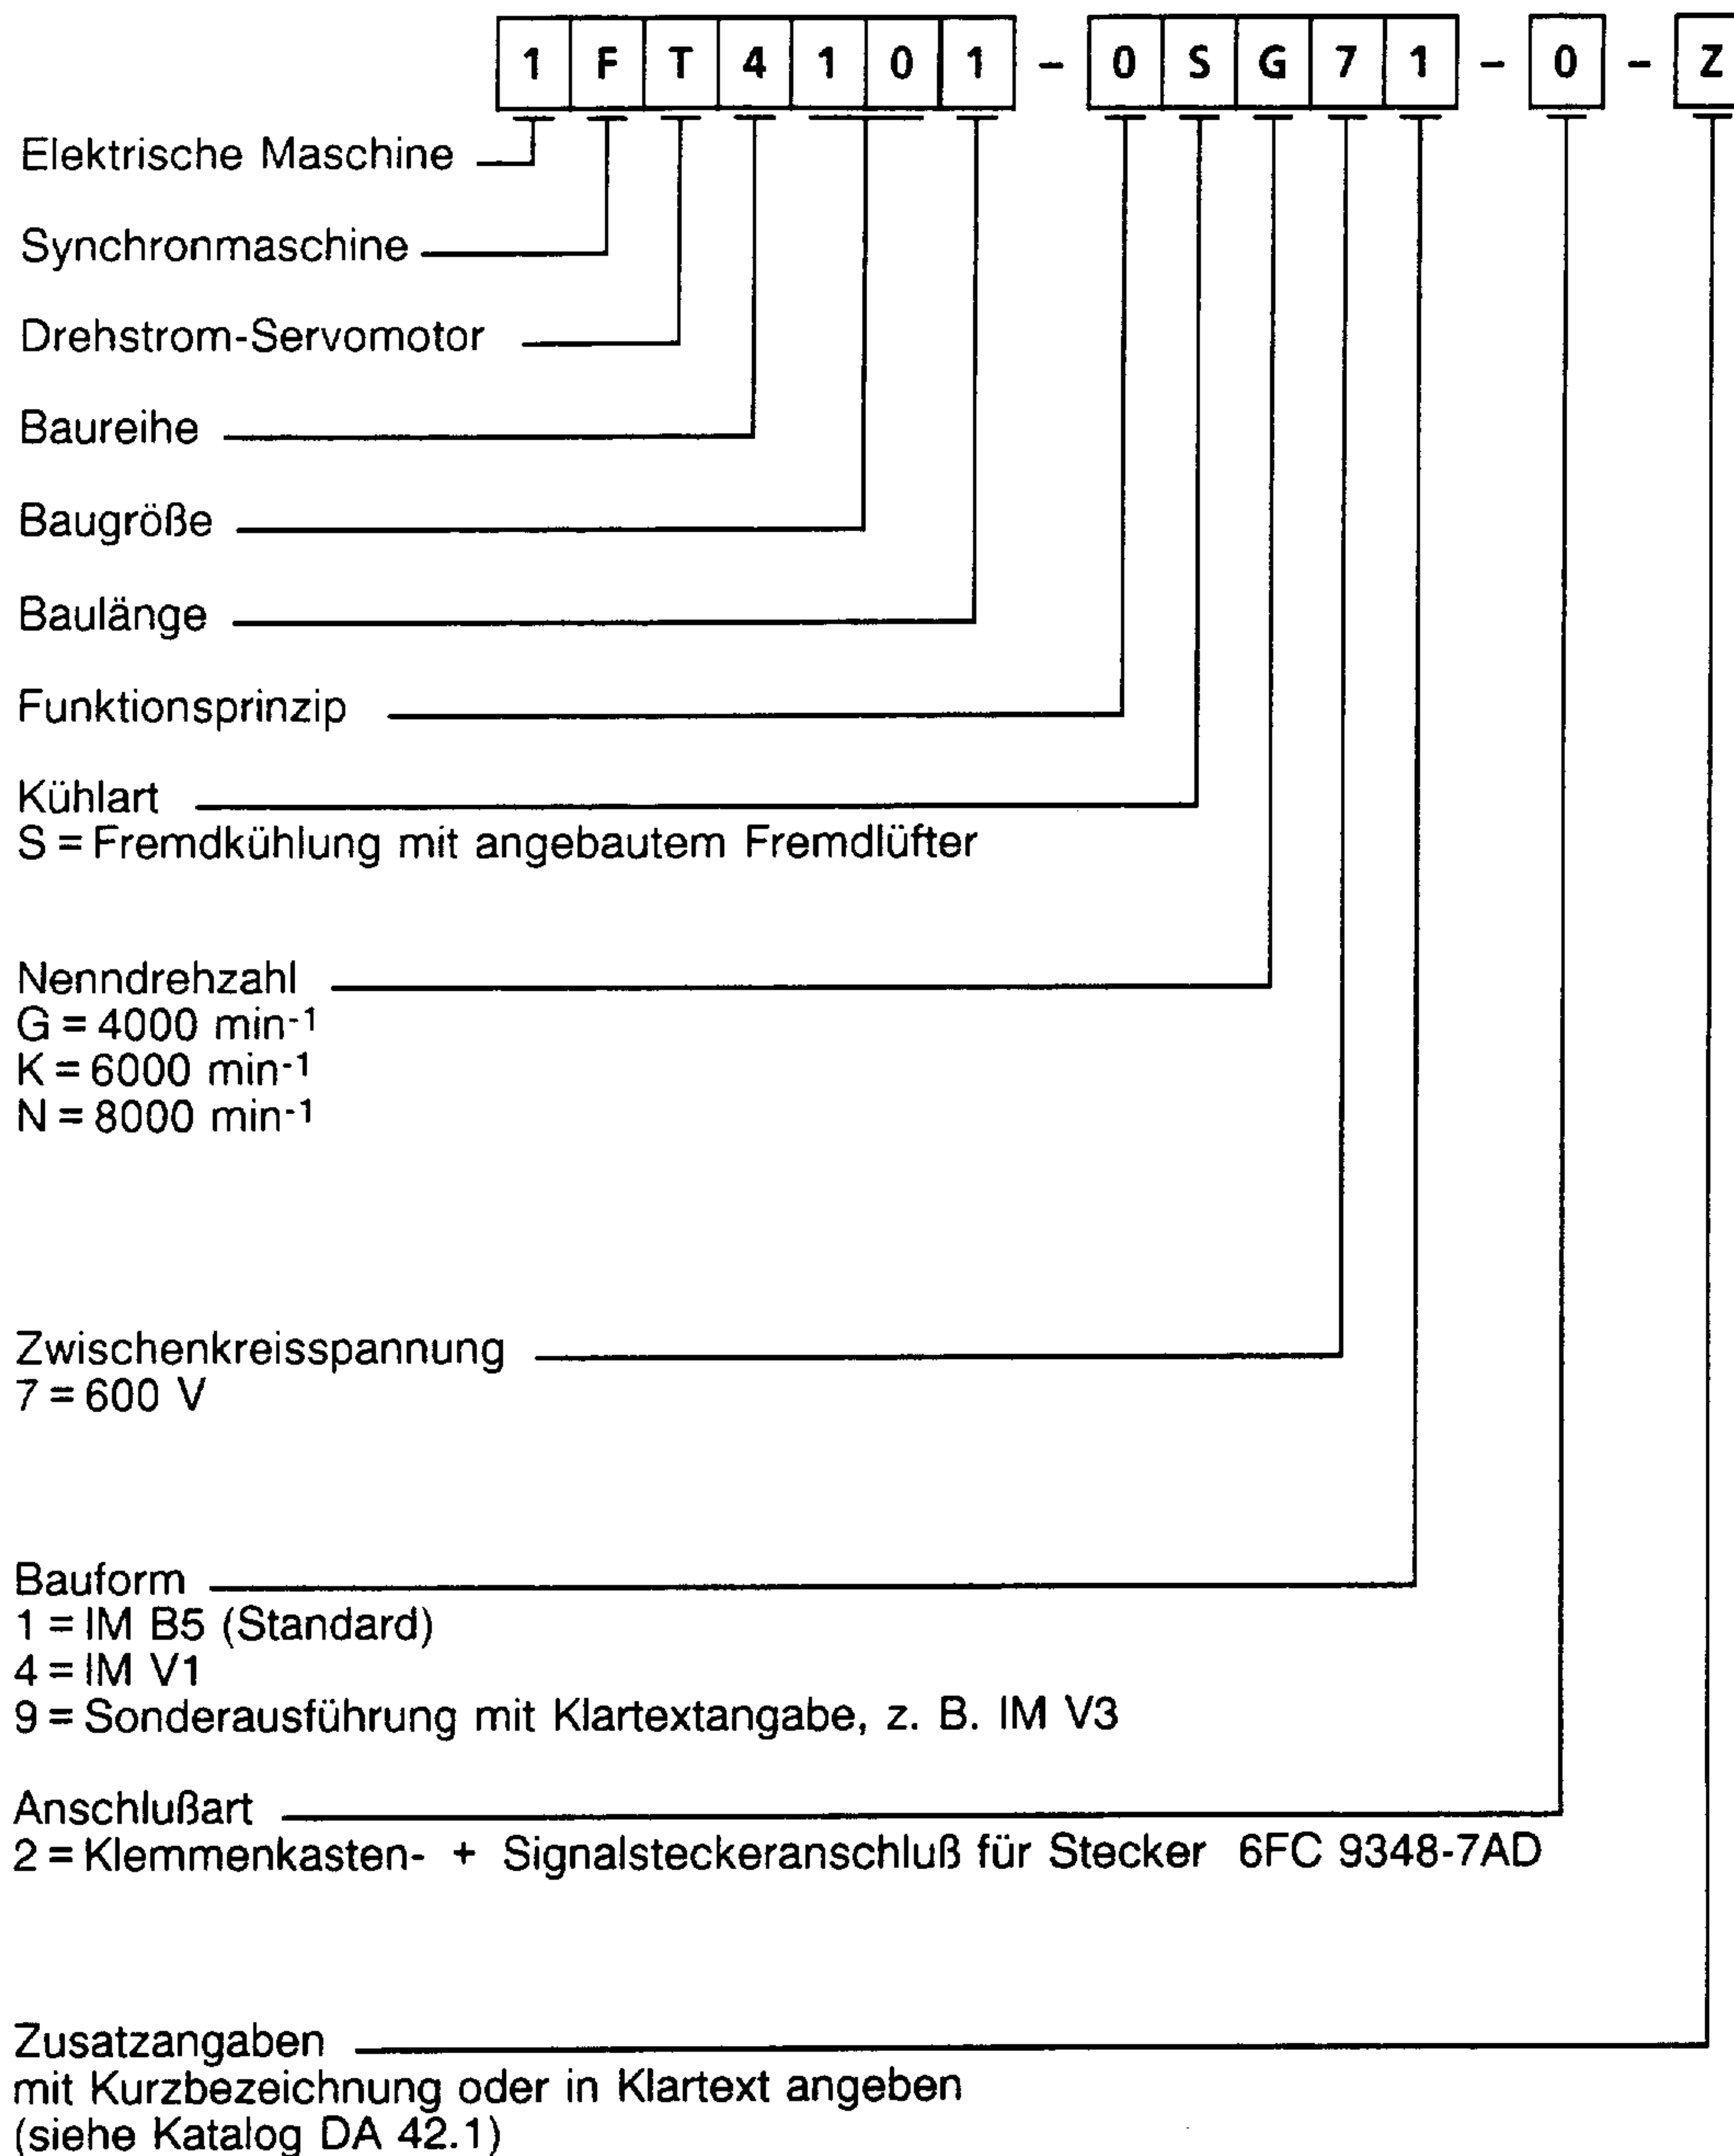 1 F T 4 1 0 1 - 0 S G 7 1 - 0 - Z
Elektrische Maschine
Synchronmaschine
Drehstrom-Servomotor
Baureihe
Baugröße
Baulänge
Funktionsprinzip
Kühlart
S = Fremdkühlung mit angebautem Fremdlüfter
Nenndrehzahl
G = 4000 min-1
K = 6000 min-1
N = 8000 min-1
Zwischenkreisspannung
7 = 600 V
Bauform
1 = IM B5 (Standard)
4 = IM V1
9 = Sonderausführung mit Klartextangabe, z. B. IM V3
Anschlußart
2 = Klemmenkasten- + Signalsteckeranschluß für Stecker 6FC 9348-7AD
Zusatzangaben
mit Kurzbezeichnung oder in Klartext angeben
(siehe Katalog DA 42.1)